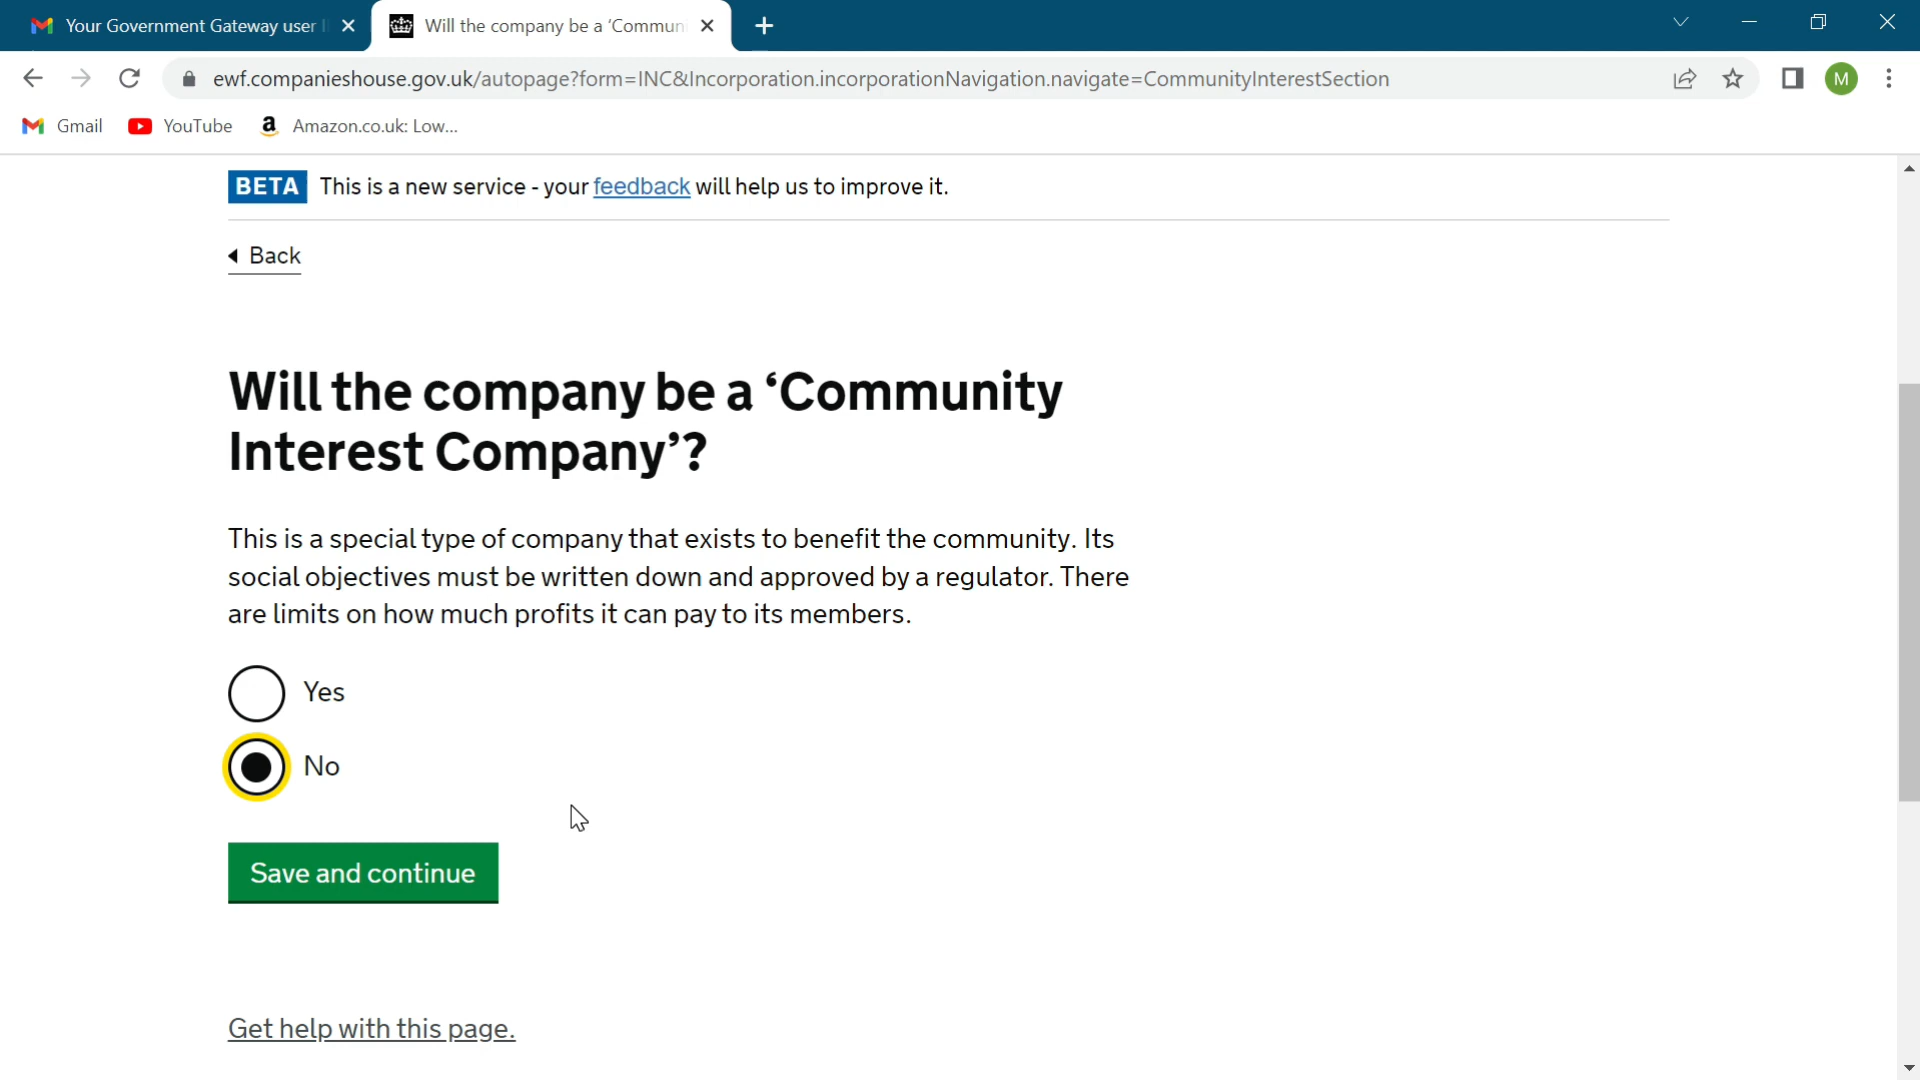 Your Government Gateway user I
Will the company be a ‘Commun
ewf.companieshouse.gov.uk/autopage?form=INC&Incorporation.incorporationNavigation.navigate=CommunityInterestSection
M
Gmail
YouTube
Amazon.co.uk: Low...
BETA This is a new service - your feedback will help us to improve it.
Back
Will the company be a ‘Community
Interest Company’?
This is a special type of company that exists to benefit the community. Its
social objectives must be written down and approved by a regulator. There
are limits on how much profits it can pay to its members.
Yes
No
Save and continue
Get help with this page.